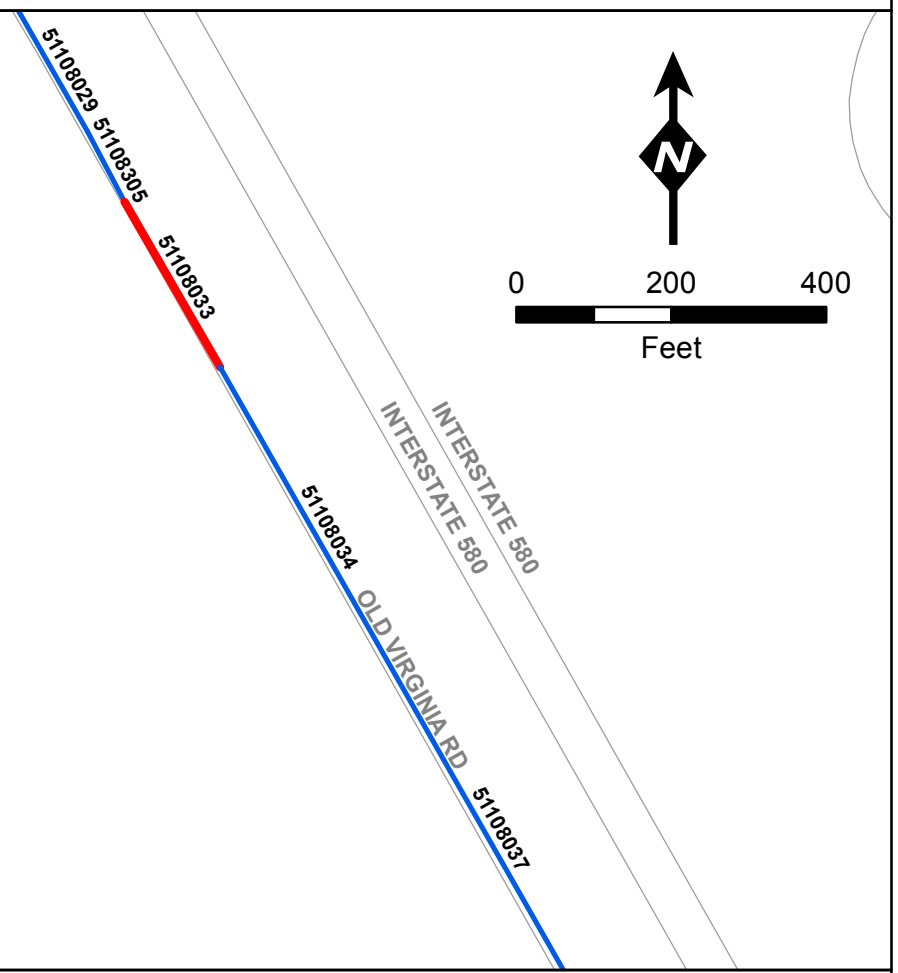 51108029
51108305
N
51108033
0 200 400
Feet
INTERSTATE 580
INTERSTATE 580
51108034
OLD VIRGINIA RD
51108037